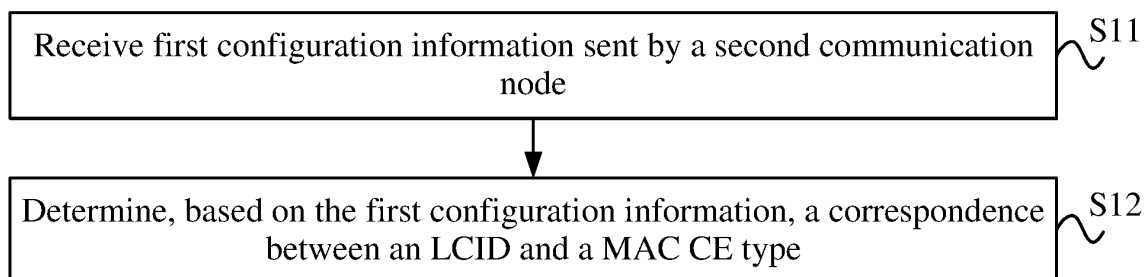 Receive first configuration information sent by a second communication
node
S11
Determine, based on the first configuration information, a correspondence
between an LCID and a MAC CE type
S12